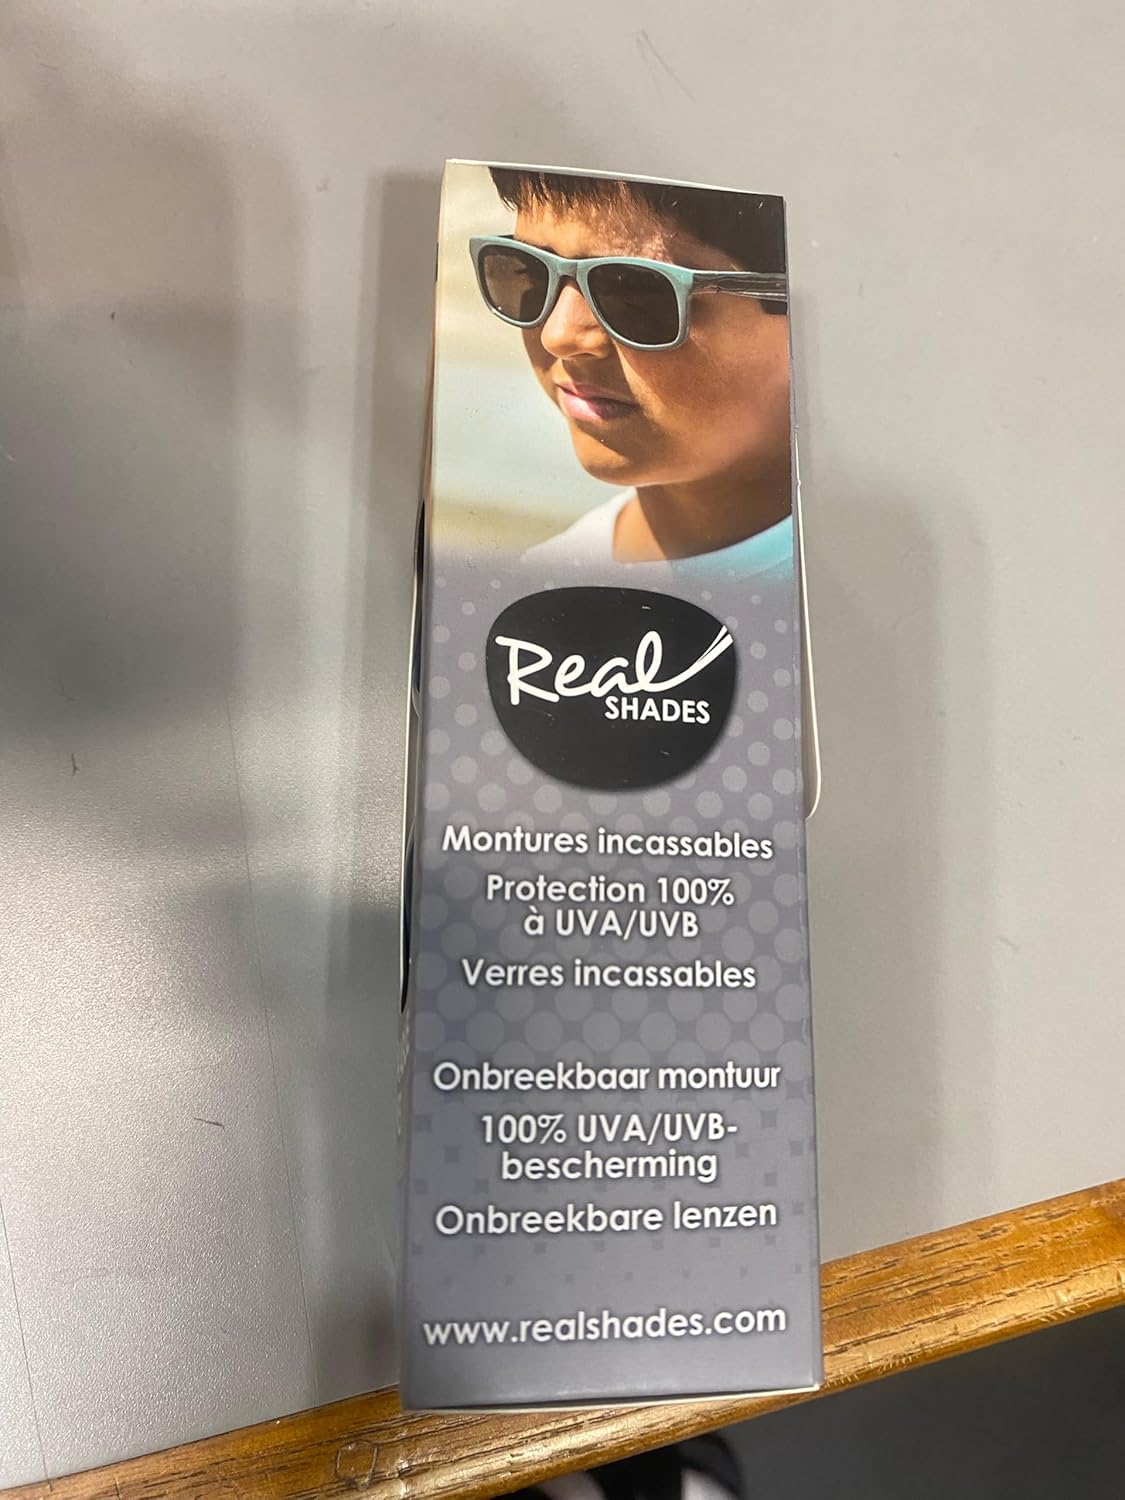 Real
SHADES
Montures incassables
Protection 100%
à UVA/UVB
Verres incassables
Onbreekbaar montuur
100% UVA/UVB-
bescherming
Onbreekbare lenzen
www.realshades.com